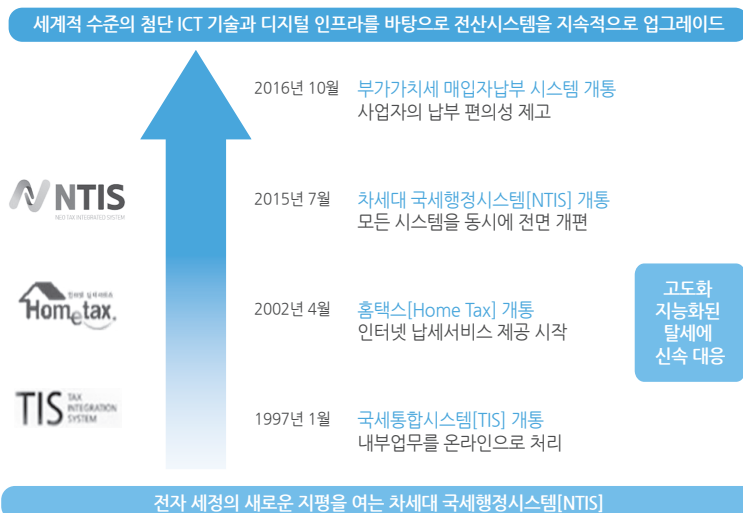 세계적 수준의 첨단 ICT 기술과 디지털 인프라를 바탕으로 전산시스템을 지속적으로 업그레이드
2016년 10월 부가가치세 매입자납부 시스템 개통
사업자의 납부 편의성 제고
NTIS
NEO TAX INTEGRATED SYSTEM
2015년 7월 차세대 국세행정시스템[NTIS] 개통
모든 시스템을 동시에 전면 개편
Hometax.
2002년 4월 홈택스[Home Tax] 개통
인터넷 납세서비스 제공 시작
고도화
지능화된
탈세에
신속 대응
TIS TAX
INTEGRATION
SYSTEM
1997년 1월 국세통합시스템[TIS] 개통
내부업무를 온라인으로 처리
전자 세정의 새로운 지평을 여는 차세대 국세행정시스템[NTIS]